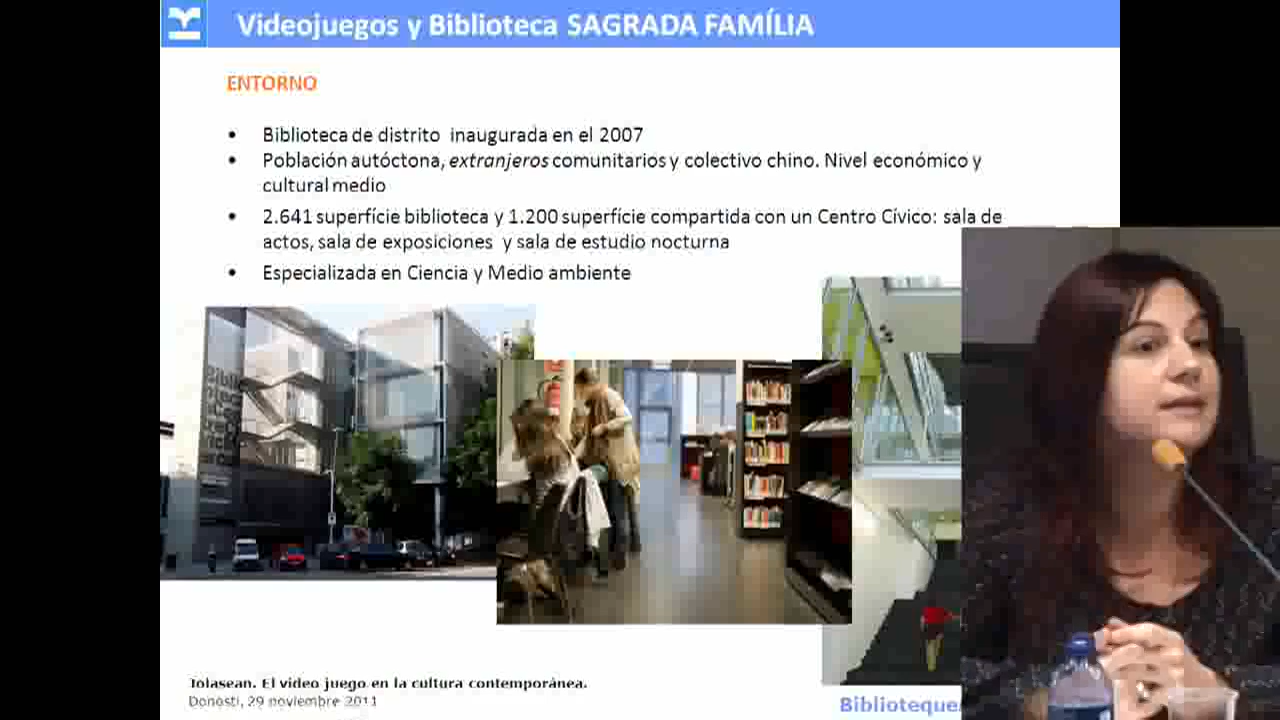 Videojuegos y Biblioteca SAGRADA FAMÍLIA
ENTORNO
• Biblioteca de distrito inaugurada en el 2007
• Población autóctona, extranjeros comunitarios y colectivo chino. Nivel económico y
cultural medio
• 2.641 superfície biblioteca y 1.200 superfície compartida con un Centro Cívico: sala de
actos, sala de exposiciones y sala de estudio nocturna
• Especializada en Ciencia y Medio ambiente
Jolasean. El video juego en la cultura contemporánea.
Donosti, 29 noviembre 2011
Biblioteque